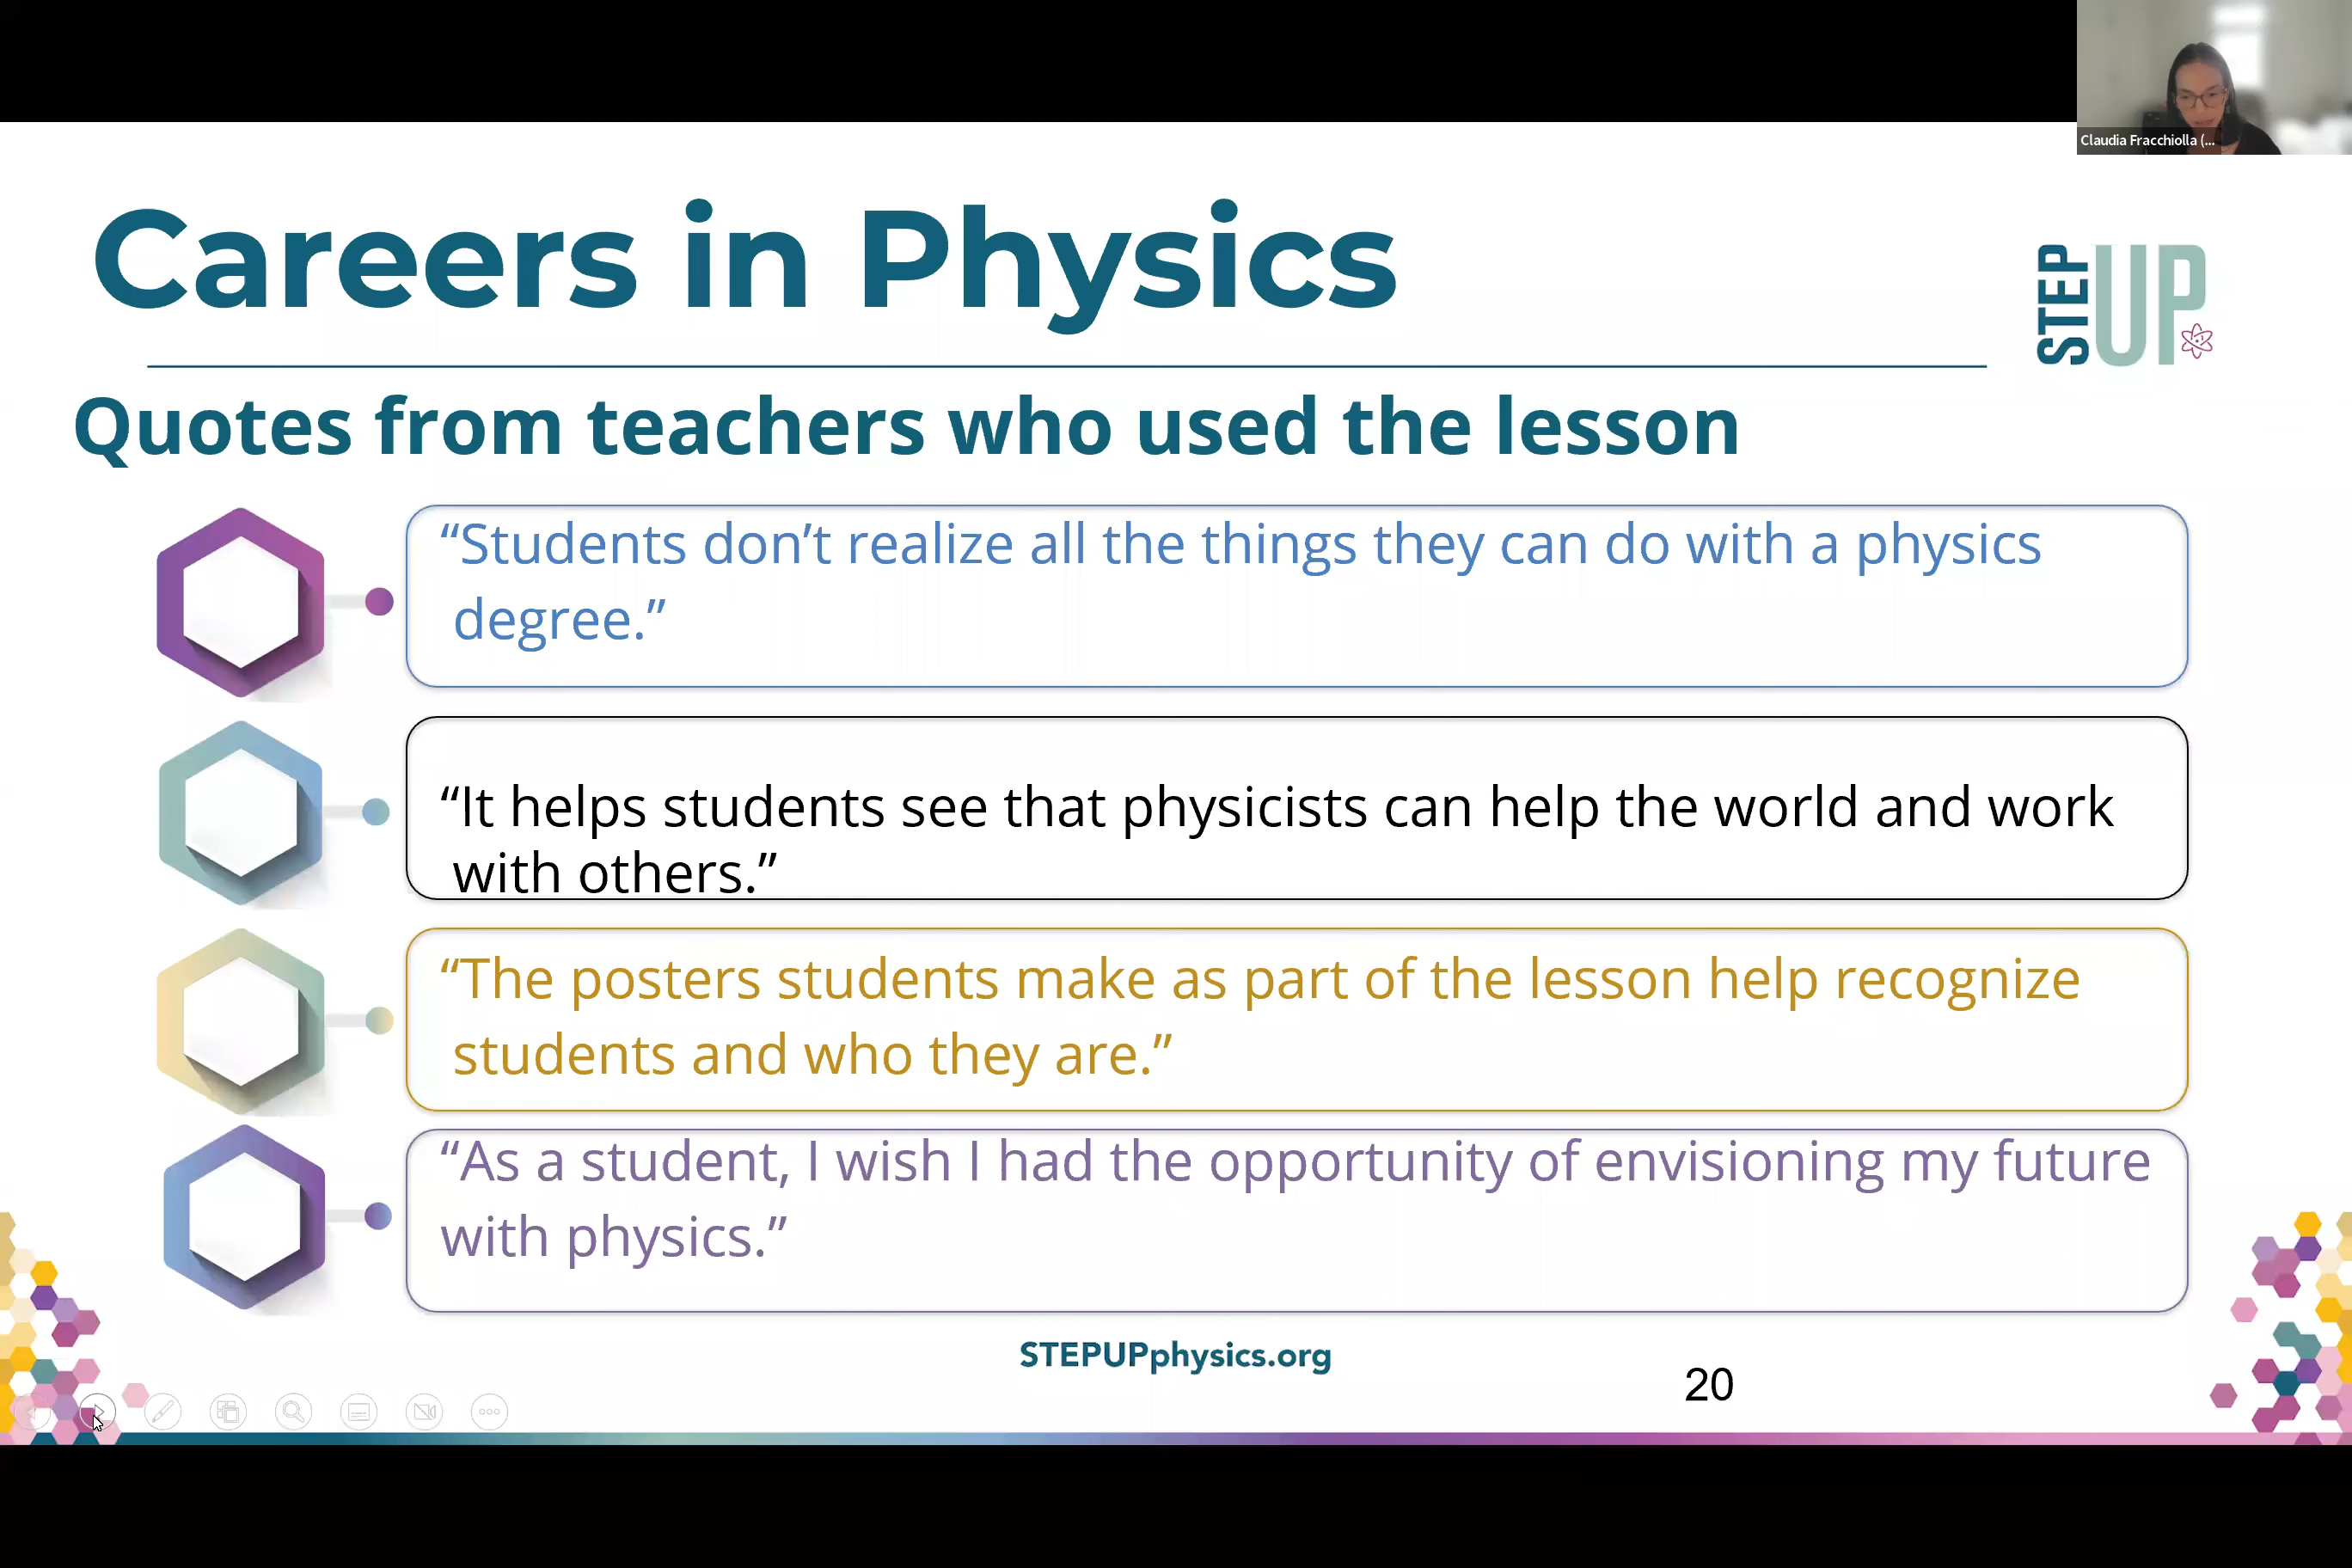 Claudia Fracchiolla (...
Careers in Physics
STEP UP
Quotes from teachers who used the lesson
“Students don’t realize all the things they can do with a physics
degree.”
“It helps students see that physicists can help the world and work
with others.”
“The posters students make as part of the lesson help recognize
students and who they are.”
“As a student, I wish I had the opportunity of envisioning my future
with physics.”
STEPUPphysics.org
20